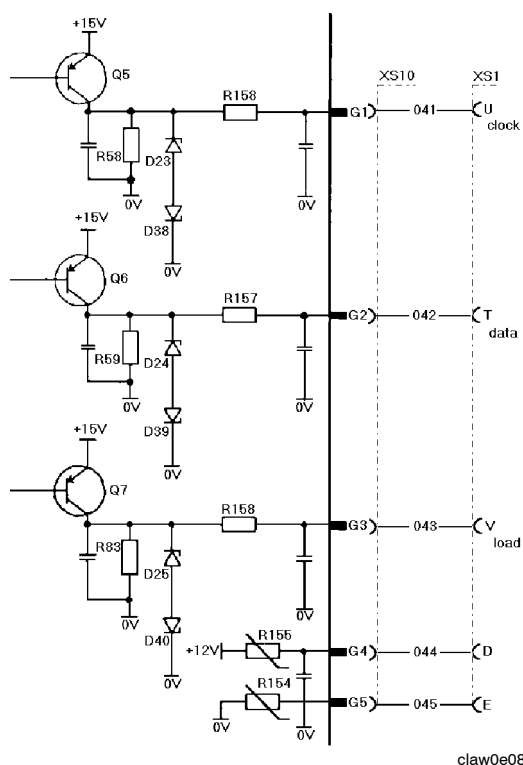 +15V
Q5
XS10
XS1
R158
G1
041
U
clock
R58
D23
0V
D38
0V
0V
+15V
Q6
R157
G2
042
T
data
R59
D24
0V
D39
0V
0V
+15V
Q7
R158
G3
043
V
load
R83
D25
0V
D40
0V
0V
+12V
R155
G4
044
D
R154
G5
045
E
0V
0V
claw0e08